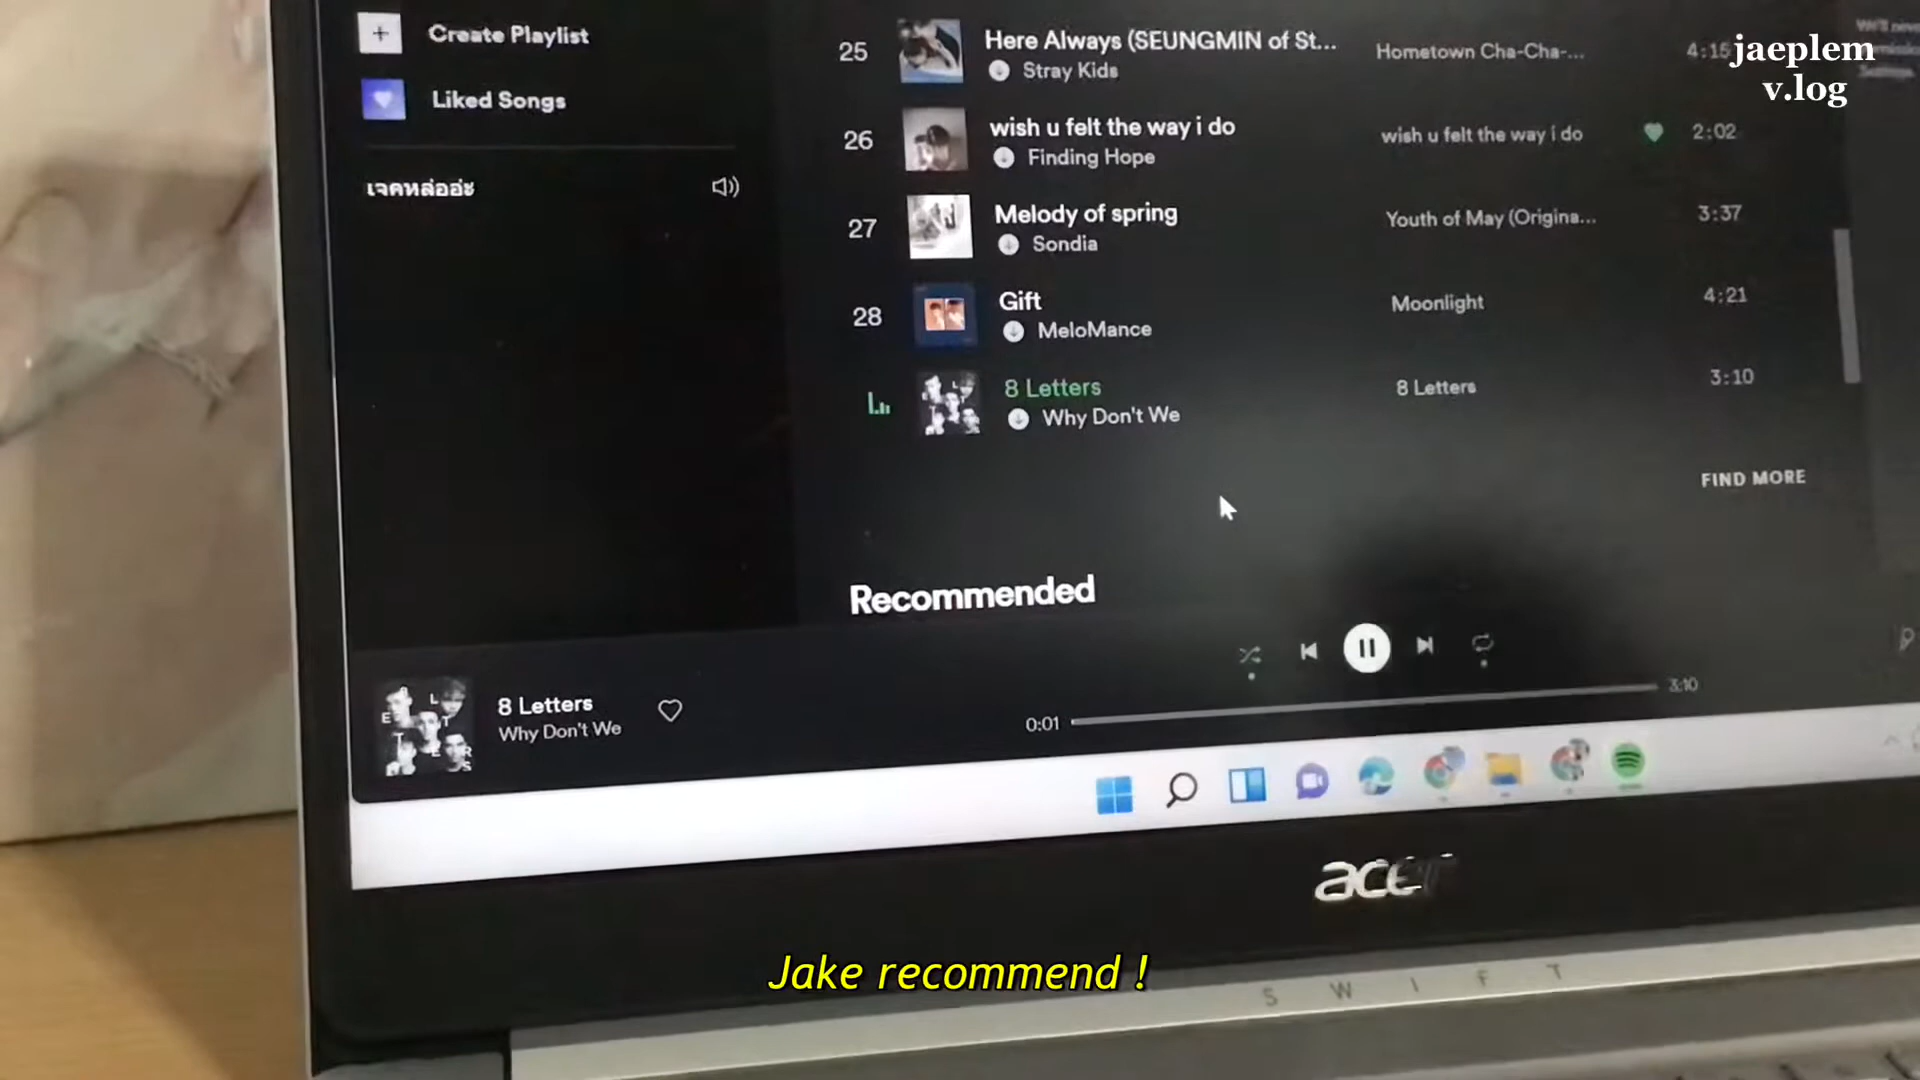 Create Playlist
Liked Songs
เจคหล่ออ่ะ
25
Here Always (SEUNGMIN of St...
Stray Kids
Hometown Cha-Cha-...
4:15
26
wish u felt the way i do
Finding Hope
wish u felt the way i do
2:02
27
Melody of spring
Sondia
Youth of May (Origina...
3:37
28
Gift
MeloMance
Moonlight
4:21
8 Letters
Why Don't We
8 Letters
3:10
FIND MORE
Recommended
8 Letters
Why Don't We
0:01
3:10
jaeplem
v.log
acer
Jake recommend !
SWIFT